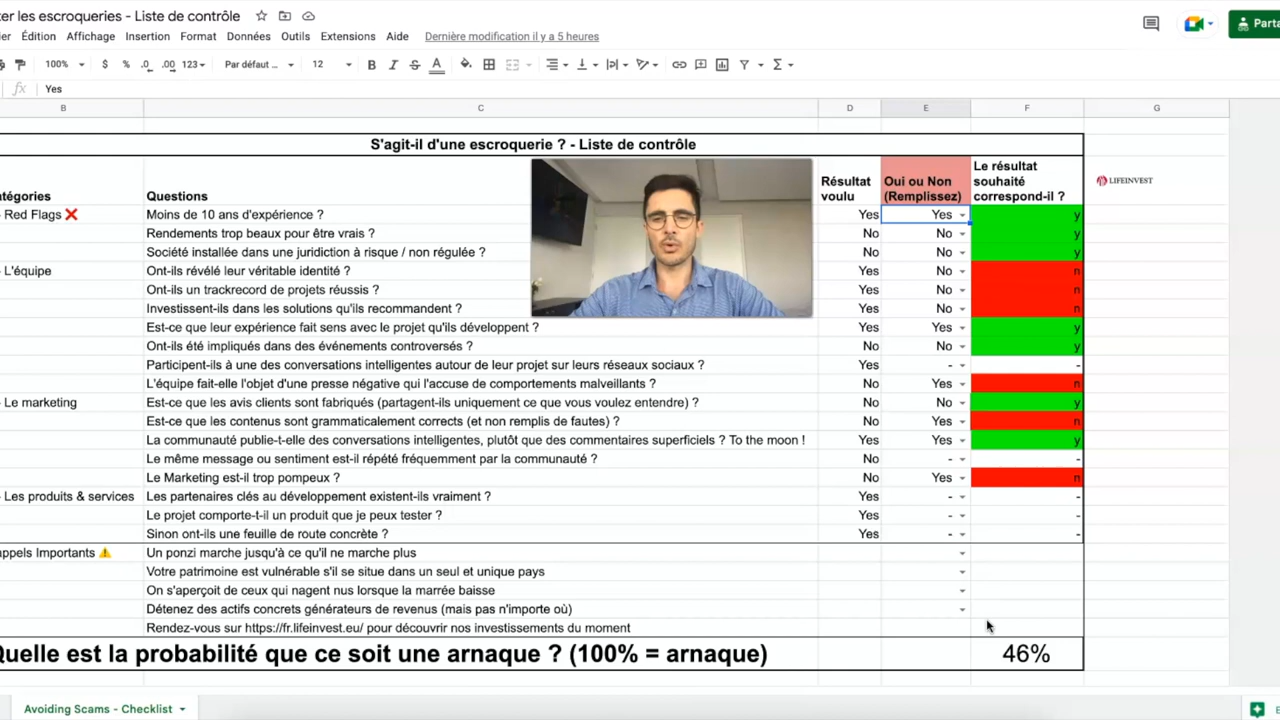 ter les escroqueries - Liste de contrôle
ier Édition Affichage Insertion Format Données Outils Extensions Aide Dernière modification il y a 5 heures
Parta
100% $ % .0 .00 123 Par défaut ... 12 B I S A
fx Yes
B C D E F G
S'agit-il d'une escroquerie ? - Liste de contrôle
atégories Questions Résultat voulu Oui ou Non (Remplissez) Le résultat souhaité correspond-il ? LIFEINVEST
- Red Flags ❌ Moins de 10 ans d'expérience ? Yes Yes y
Rendements trop beaux pour être vrais ? No No y
Société installée dans une juridiction à risque / non régulée ? No No y
- L'équipe Ont-ils révélé leur véritable identité ? Yes No n
Ont-ils un trackrecord de projets réussis ? Yes No n
Investissent-ils dans les solutions qu'ils recommandent ? Yes No n
Est-ce que leur expérience fait sens avec le projet qu'ils développent ? Yes Yes y
Ont-ils été impliqués dans des événements controversés ? No No y
Participent-ils à une des conversations intelligentes autour de leur projet sur leurs réseaux sociaux ? Yes - -
L'équipe fait-elle l'objet d'une presse négative qui l'accuse de comportements malveillants ? No Yes n
- Le marketing Est-ce que les avis clients sont fabriqués (partagent-ils uniquement ce que vous voulez entendre) ? No No y
Est-ce que les contenus sont grammaticalement corrects (et non remplis de fautes) ? Yes No n
La communauté publie-t-elle des conversations intelligentes, plutôt que des commentaires superficiels ? To the moon ! Yes Yes y
Le même message ou sentiment est-il répété fréquemment par la communauté ? No - -
Le Marketing est-il trop pompeux ? No Yes n
- Les produits & services Les partenaires clés au développement existent-ils vraiment ? Yes - -
Le projet comporte-t-il un produit que je peux tester ? Yes - -
Sinon ont-ils une feuille de route concrète ? Yes - -
appels Importants ⚠️ Un ponzi marche jusqu'à ce qu'il ne marche plus
Votre patrimoine est vulnérable s'il se situe dans un seul et unique pays
On s'aperçoit de ceux qui nagent nus lorsque la marrée baisse
Détenez des actifs concrets générateurs de revenus (mais pas n'importe où)
Rendez-vous sur https://fr.lifeinvest.eu/ pour découvrir nos investissements du moment
Quelle est la probabilité que ce soit une arnaque ? (100% = arnaque) 46%
Avoiding Scams - Checklist
E